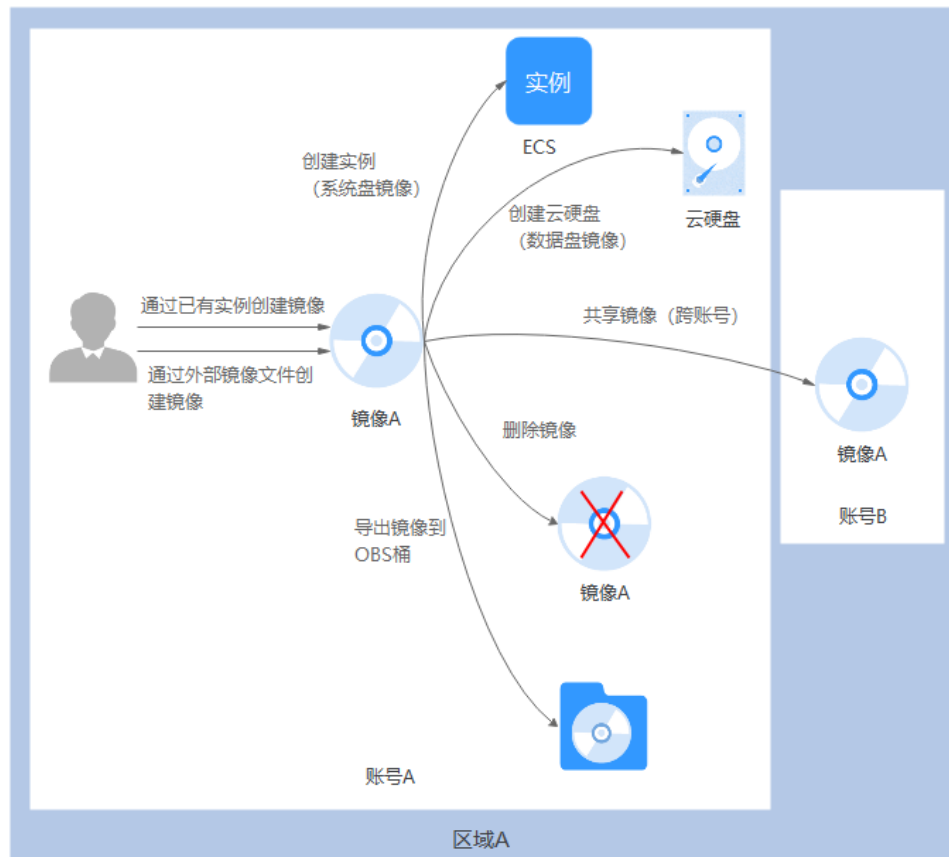 实例
ECS
创建实例
（系统盘镜像）
云硬盘
创建云硬盘
（数据盘镜像）
共享镜像（跨账号）
通过已有实例创建镜像
通过外部镜像文件创
建镜像
镜像A
删除镜像
镜像A
账号B
导出镜像到
OBS桶
镜像A
账号A
区域A